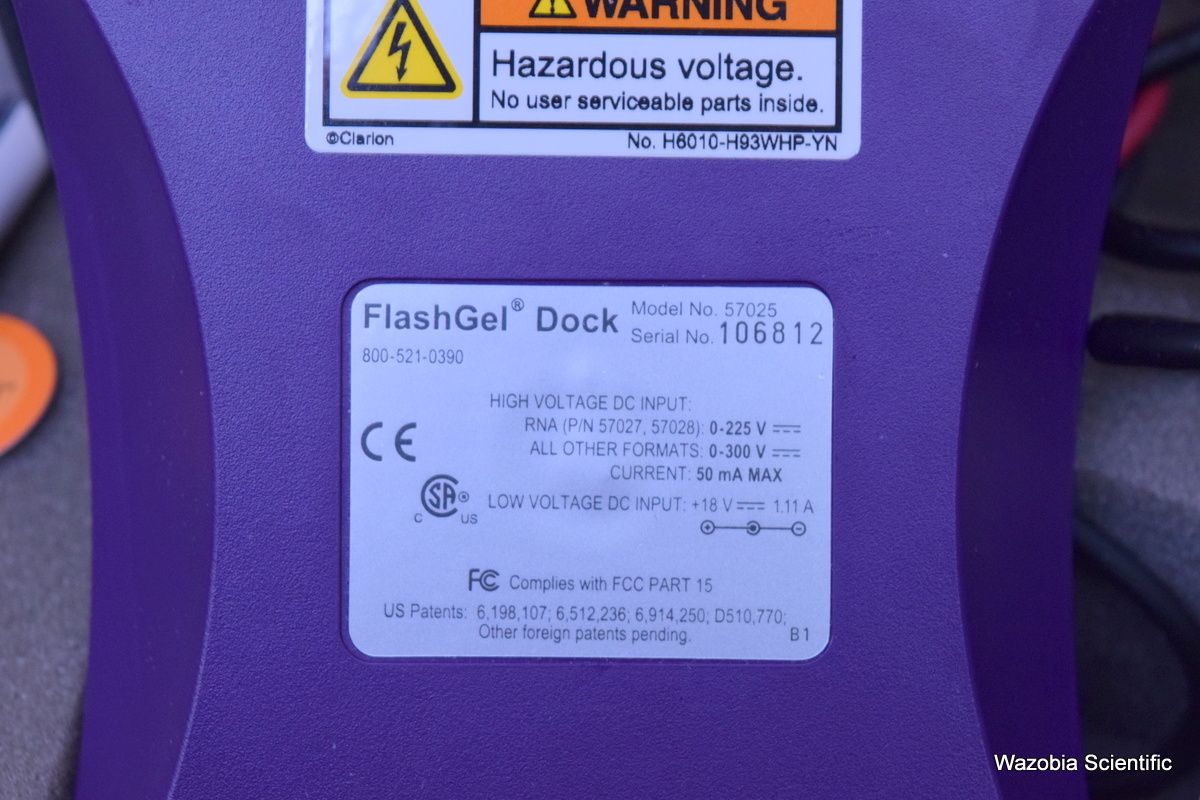 WARNING
Hazardous voltage.
No user serviceable parts inside.
©Clarion No. H6010-H93WHP-YN
FlashGel® Dock
Model No. 57025
Serial No. 106812
800-521-0390
HIGH VOLTAGE DC INPUT:
RNA (P/N 57027, 57028): 0-225 V
ALL OTHER FORMATS: 0-300 V
CURRENT: 50 mA MAX
CE
C SA® US
LOW VOLTAGE DC INPUT: +18 V 1.11 A
FC Complies with FCC PART 15
US Patents: 6,198,107; 6,512,236; 6,914,250; D510,770;
Other foreign patents pending.
B1
Wazobia Scientific